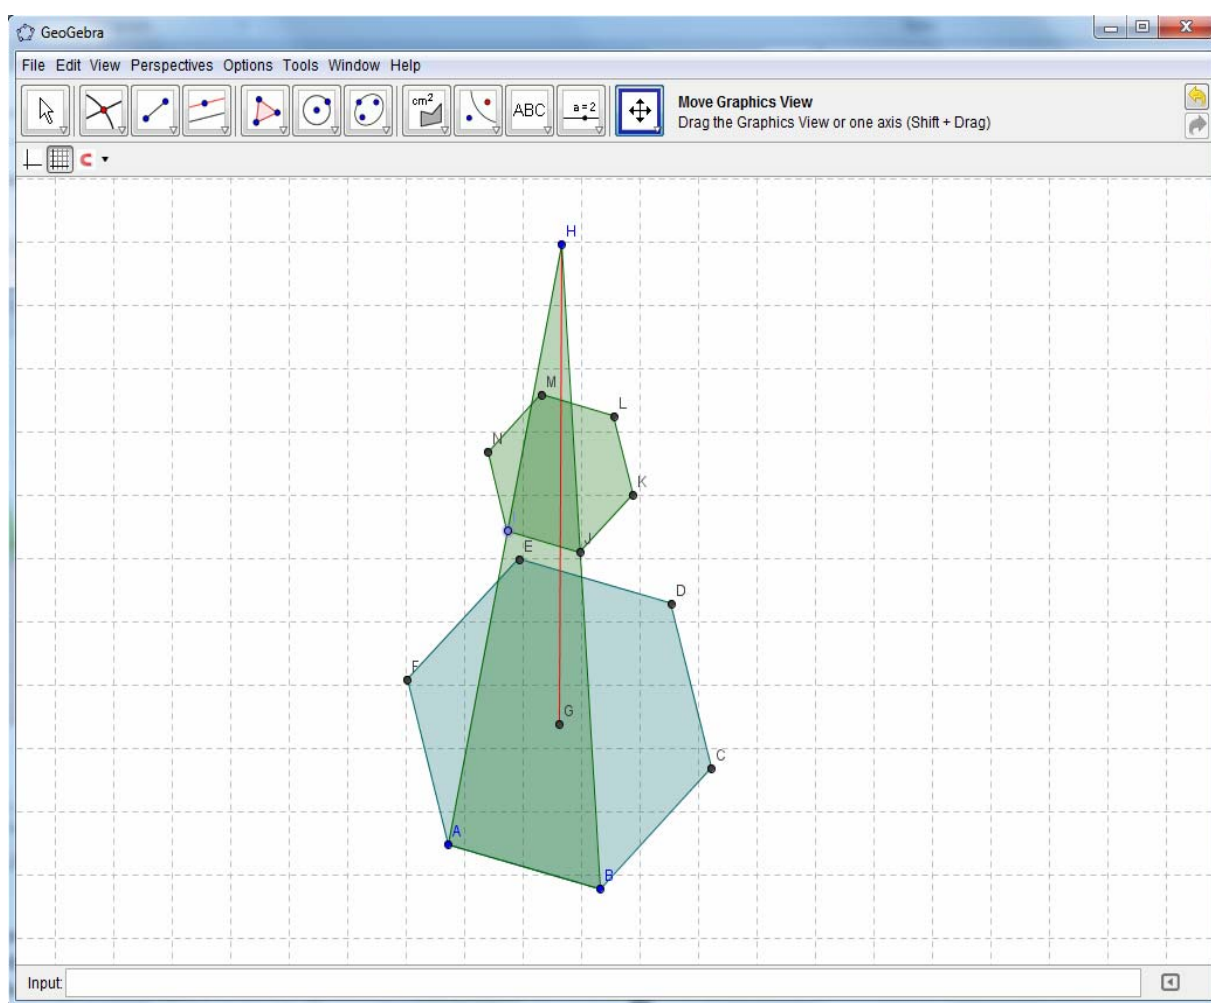 GeoGebra
File Edit View Perspectives Options Tools Window Help
cm²
ABC
a=2
Move Graphics View
Drag the Graphics View or one axis (Shift + Drag)
H
M
L
N
K
J
E
D
F
G
C
A
B
Input: